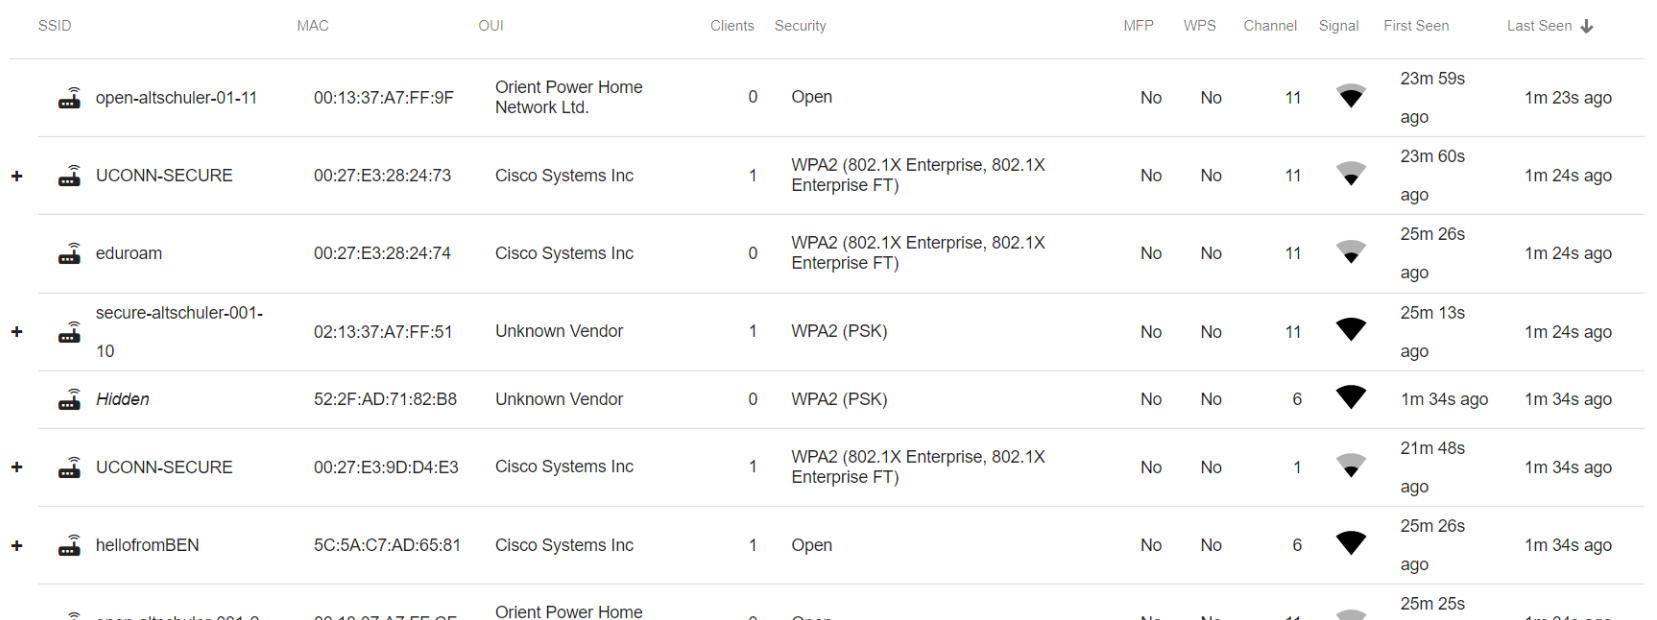 SSID MAC OUI Clients Security MFP WPS Channel Signal First Seen Last Seen
open-altschuler-01-11 00:13:37:A7:FF:9F Orient Power Home Network Ltd. 0 Open No No 11 23m 59s ago 1m 23s ago
+ UCONN-SECURE 00:27:E3:28:24:73 Cisco Systems Inc 1 WPA2 (802.1X Enterprise, 802.1X Enterprise FT) No No 11 23m 60s ago 1m 24s ago
eduroam 00:27:E3:28:24:74 Cisco Systems Inc 0 WPA2 (802.1X Enterprise, 802.1X Enterprise FT) No No 11 25m 26s ago 1m 24s ago
+ secure-altschuler-001-10 02:13:37:A7:FF:51 Unknown Vendor 1 WPA2 (PSK) No No 11 25m 13s ago 1m 24s ago
Hidden 52:2F:AD:71:82:B8 Unknown Vendor 0 WPA2 (PSK) No No 6 1m 34s ago 1m 34s ago
+ UCONN-SECURE 00:27:E3:9D:D4:E3 Cisco Systems Inc 1 WPA2 (802.1X Enterprise, 802.1X Enterprise FT) No No 1 21m 48s ago 1m 34s ago
+ hellofromBEN 5C:5A:C7:AD:65:81 Cisco Systems Inc 1 Open No No 6 25m 26s ago 1m 34s ago
Orient Power Home 25m 25s